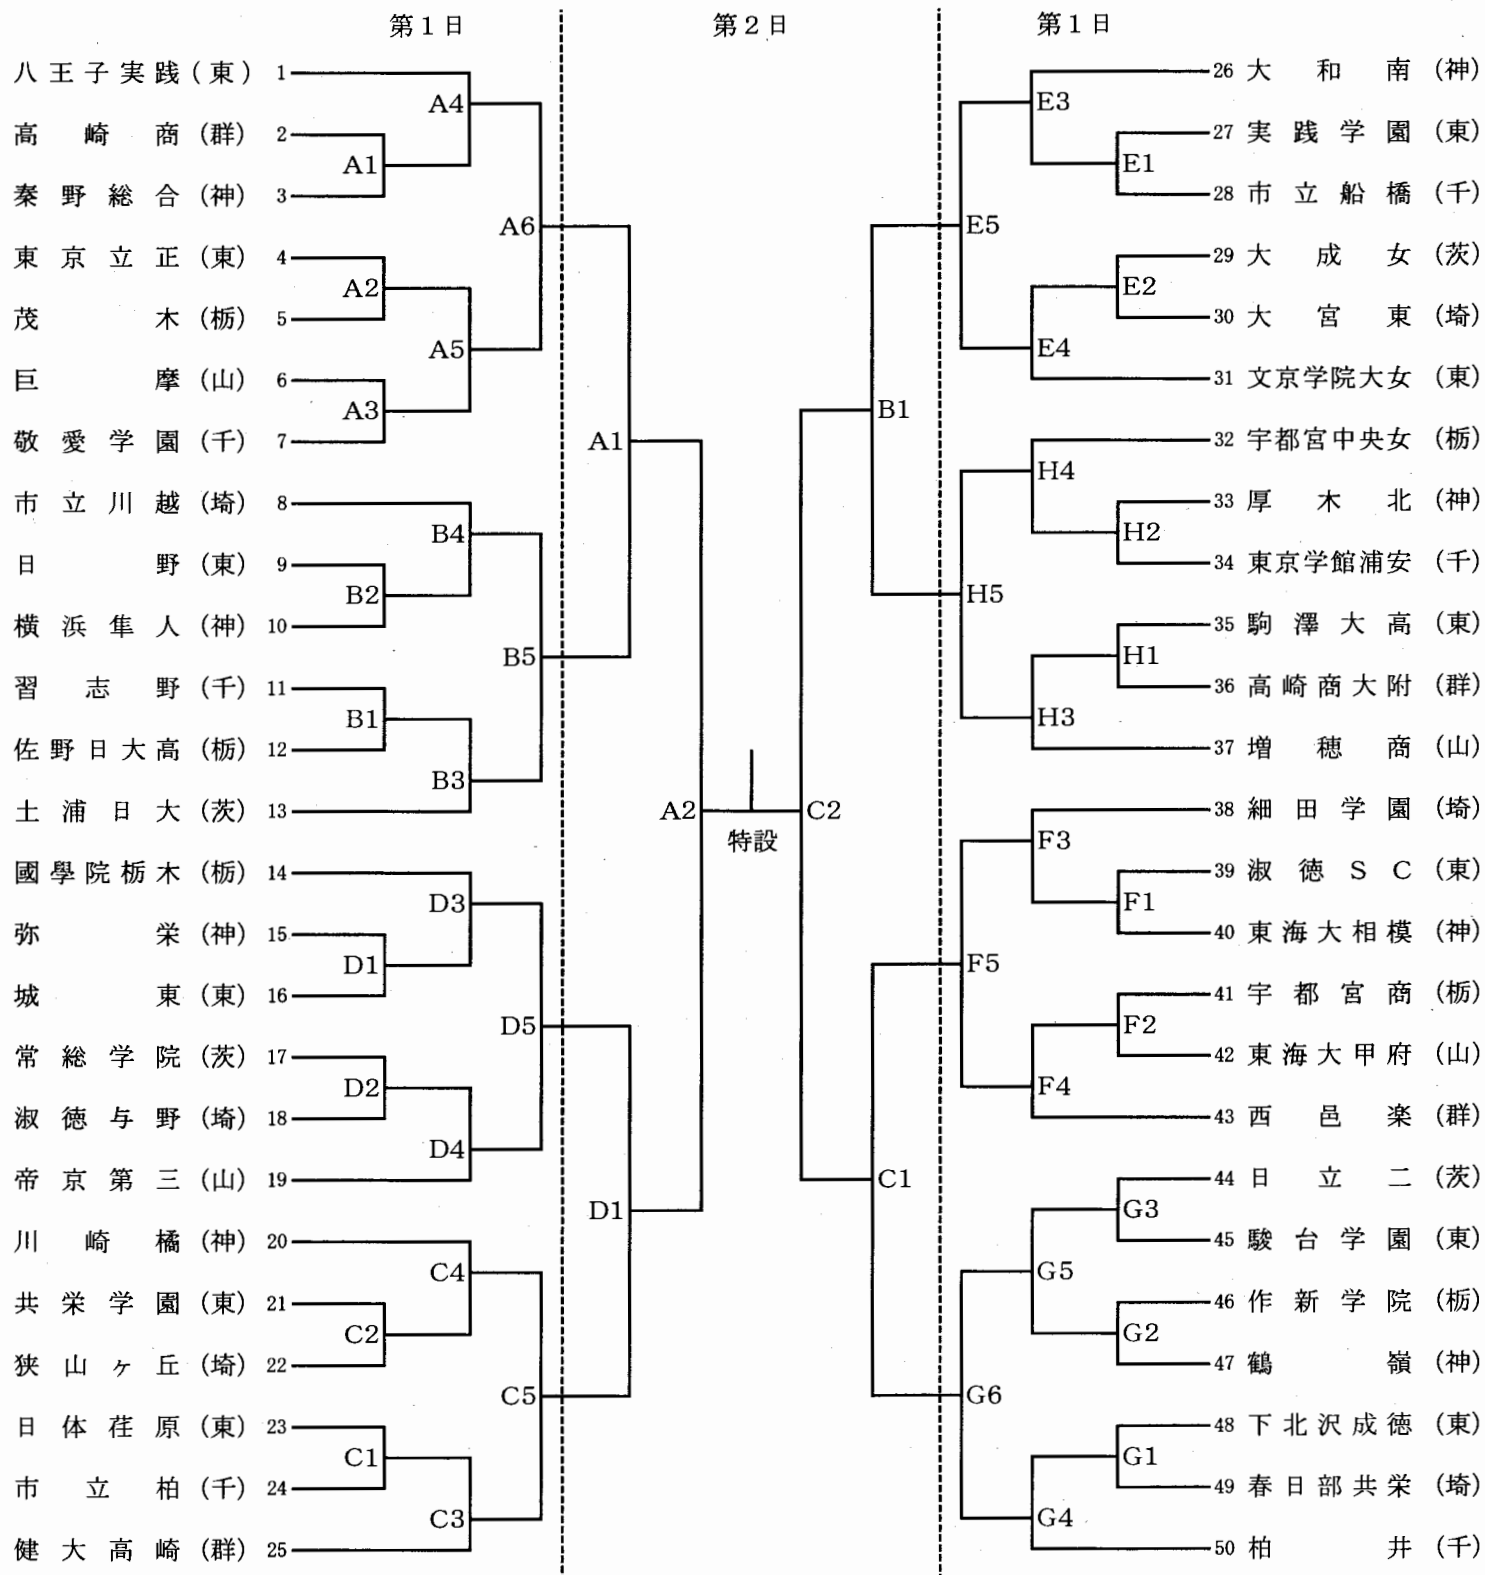 第1日
第2日
第1日
八王子実践(東) 1
高崎商(群) 2
秦野総合(神) 3
東京立正(東) 4
茂木(栃) 5
巨摩(山) 6
敬愛学園(千) 7
市立川越(埼) 8
日野(東) 9
横浜隼人(神) 10
習志野(千) 11
佐野日大高(栃) 12
土浦日大(茨) 13
國學院栃木(栃) 14
弥栄(神) 15
城東(東) 16
常総学院(茨) 17
淑徳与野(埼) 18
帝京第三(山) 19
川崎橘(神) 20
共栄学園(東) 21
狭山ヶ丘(埼) 22
日体荏原(東) 23
市立柏(千) 24
健大高崎(群) 25
A4
A1
A6
A2
A5
A3
B4
B2
B5
B1
B3
D3
D1
D5
D2
D4
C4
C2
C5
C1
C3
A1
D1
A2
特設
C2
B1
C1
E3
E1
E5
E2
E4
H4
H2
H5
H1
H3
F3
F1
F5
F2
F4
G3
G5
G2
G6
G1
G4
26 大和南(神)
27 実践学園(東)
28 市立船橋(千)
29 大成女(茨)
30 大宮東(埼)
31 文京学院大女(東)
32 宇都宮中央女(栃)
33 厚木北(神)
34 東京学館浦安(千)
35 駒澤大高(東)
36 高崎商大附(群)
37 増穂商(山)
38 細田学園(埼)
39 淑徳SC(東)
40 東海大相模(神)
41 宇都宮商(栃)
42 東海大甲府(山)
43 西邑楽(群)
44 日立二(茨)
45 駿台学園(東)
46 作新学院(栃)
47 鶴嶺(神)
48 下北沢成徳(東)
49 春日部共栄(埼)
50 柏井(千)